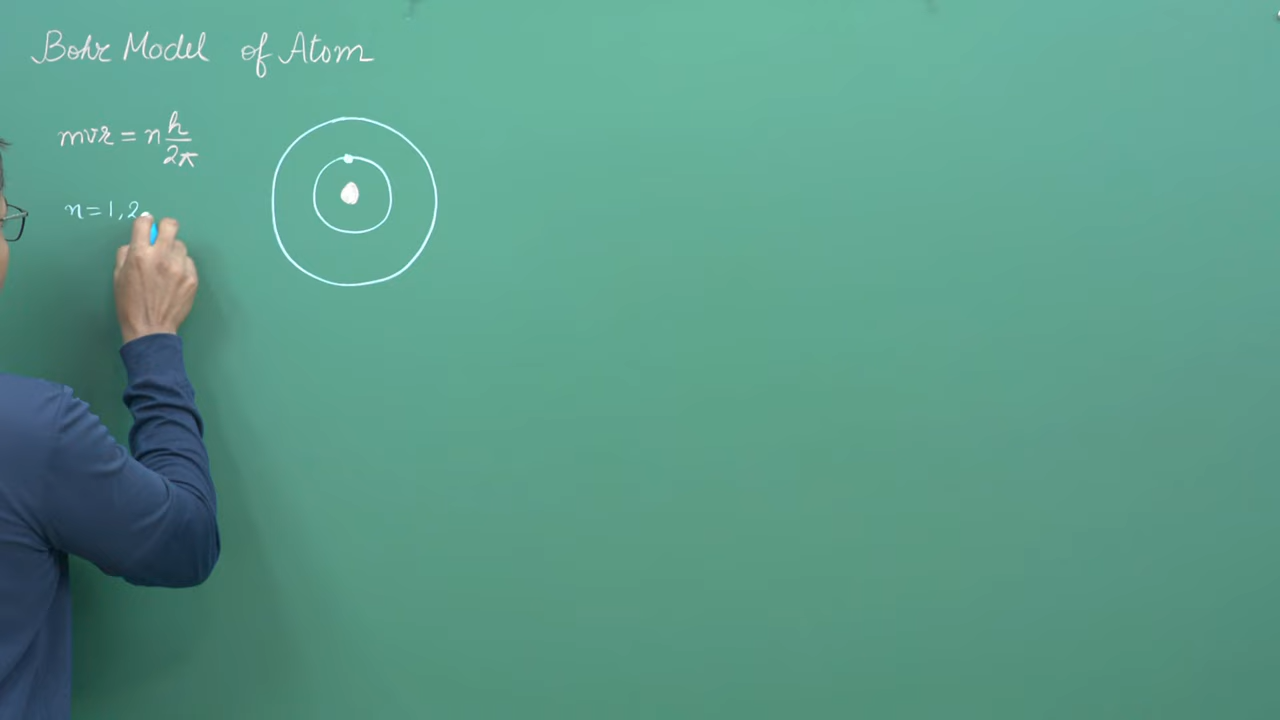 Bohr Model of Atom
mvr = n h/2π
n = 1, 2